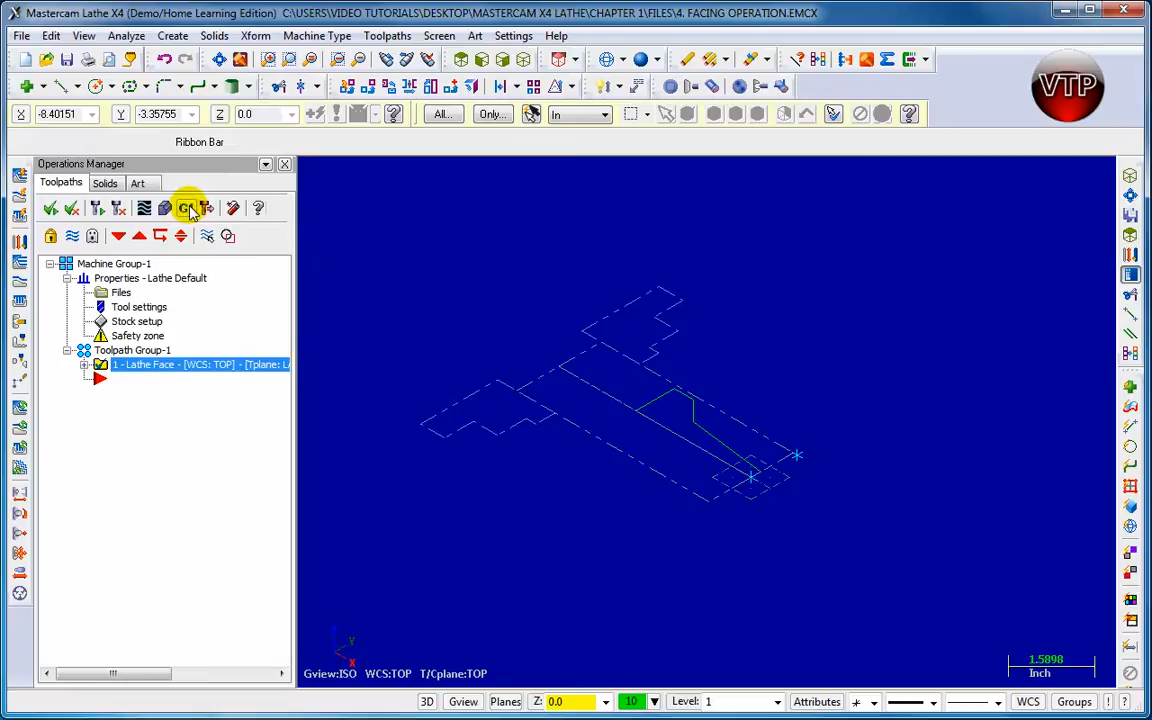 Mastercam Lathe X4 (Demo/Home Learning Edition) C:\USERS\VIDEO TUTORIALS\DESKTOP\MASTERCAM X4 LATHE\CHAPTER 1\FILES\4. FACING OPERATION.EMCX
File Edit View Analyze Create Solids Xform Machine Type Toolpaths Screen Art Settings Help
VTP
X -8.40151 Y -3.35755 Z 0.0 All... Only... In
Ribbon Bar
Operations Manager
Toolpaths Solids Art
G1
Machine Group-1
Properties - Lathe Default
Files
Tool settings
Stock setup
Safety zone
Toolpath Group-1
1 - Lathe Face - [WCS: TOP] - [Tplane: L
Y
X
Gview:ISO WCS:TOP T/Cplane:TOP
1.5898
Inch
3D Gview Planes Z: 0.0 10 Level: 1 Attributes WCS Groups ! ?